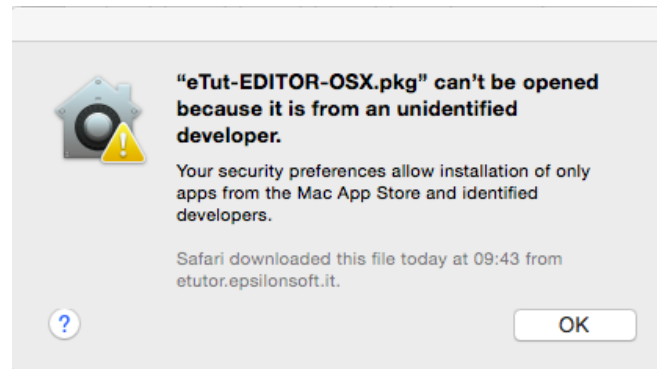 “eTut-EDITOR-OSX.pkg” can’t be opened
because it is from an unidentified
developer.
Your security preferences allow installation of only
apps from the Mac App Store and identified
developers.
Safari downloaded this file today at 09:43 from
etutor.epsilonsoft.it.
?
OK